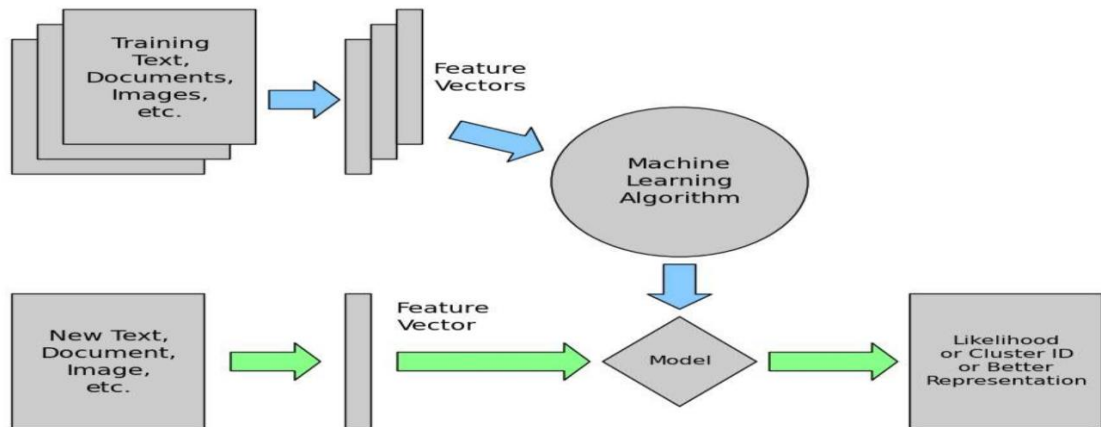 Training
Text,
Documents,
Images,
etc.
Feature
Vectors
Machine
Learning
Algorithm
New Text,
Document,
Image,
etc.
Feature
Vector
Model
Likelihood
or Cluster ID
or Better
Representation